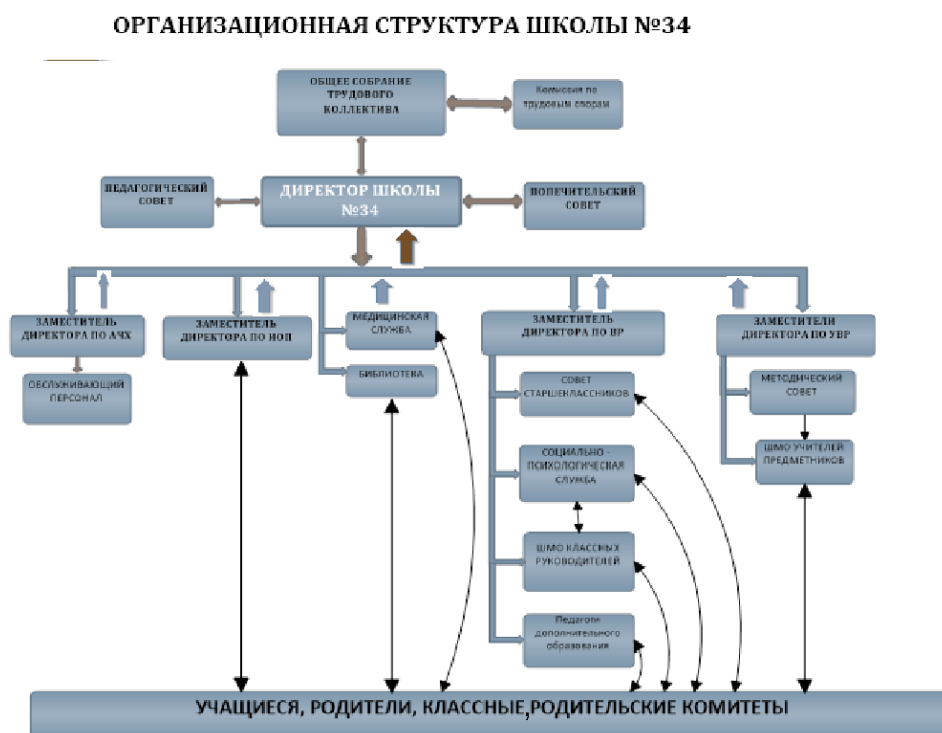 ОРГАНИЗАЦИОННАЯ СТРУКТУРА ШКОЛЫ №34
ОБЩЕЕ СОБРАНИЕ
ТРУДОВОГО
КОЛЛЕКТИВА
Комиссия по
трудовым спорам
ПЕДАГОГИЧЕСКИЙ
СОВЕТ
ДИРЕКТОР ШКОЛЫ
№34
ПОПЕЧИТЕЛЬСКИЙ
СОВЕТ
ЗАМЕСТИТЕЛЬ
ДИРЕКТОРА ПО АЧХ
ЗАМЕСТИТЕЛЬ
ДИРЕКТОРА ПО НОП
МЕДИЦИНСКАЯ
СЛУЖБА
ЗАМЕСТИТЕЛЬ
ДИРЕКТОРА ПО ВР
ЗАМЕСТИТЕЛИ
ДИРЕКТОРА ПО УВР
ОБСЛУЖИВАЮЩИЙ
ПЕРСОНАЛ
БИБЛИОТЕКА
СОВЕТ
СТАРШЕКЛАССНИКОВ
МЕТОДИЧЕСКИЙ
СОВЕТ
СОЦИАЛЬНО -
ПСИХОЛОГИЧЕСКАЯ
СЛУЖБА
ШМО УЧИТЕЛЕЙ
ПРЕДМЕТНИКОВ
ШМО КЛАССНЫХ
РУКОВОДИТЕЛЕЙ
Педагоги
дополнительного
образования
УЧАЩИЕСЯ, РОДИТЕЛИ, КЛАССНЫЕ,РОДИТЕЛЬСКИЕ КОМИТЕТЫ